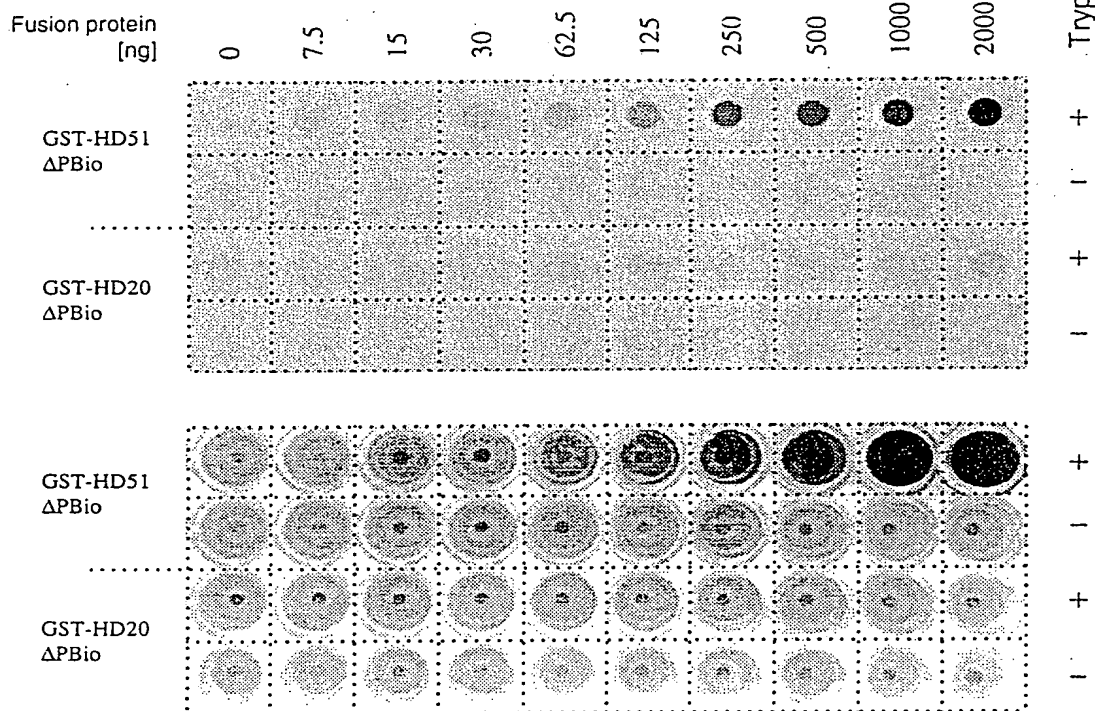 Fusion protein
[ng]
0 7.5 15 30 62.5 125 250 500 1000 2000
GST-HD51
ΔPBio
+
−
GST-HD20
ΔPBio
+
−
GST-HD51
ΔPBio
+
−
GST-HD20
ΔPBio
+
−